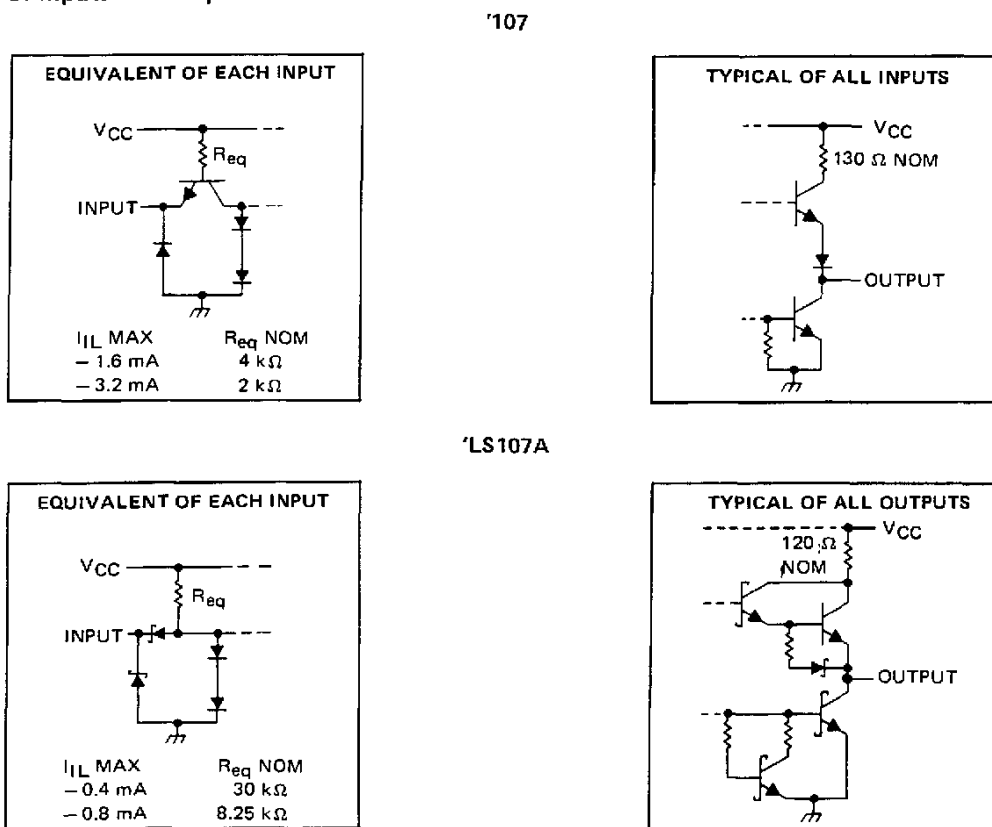 '107
EQUIVALENT OF EACH INPUT
VCC
Req
INPUT
IIL MAX Req NOM
– 1.6 mA 4 kΩ
– 3.2 mA 2 kΩ
TYPICAL OF ALL INPUTS
VCC
130 Ω NOM
OUTPUT
'LS107A
EQUIVALENT OF EACH INPUT
VCC
Req
INPUT
IIL MAX Req NOM
– 0.4 mA 30 kΩ
– 0.8 mA 8.25 kΩ
TYPICAL OF ALL OUTPUTS
VCC
120 Ω
NOM
OUTPUT